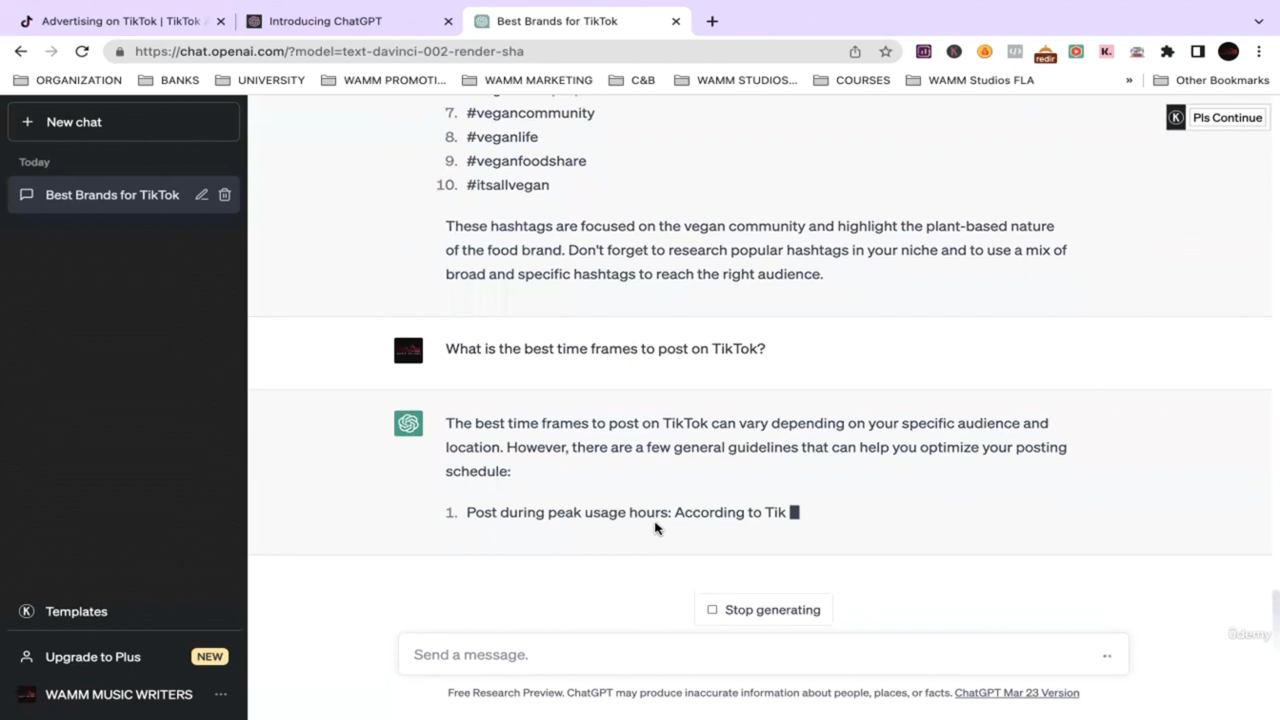 Advertising on TikTok | TikTok
Introducing ChatGPT
Best Brands for TikTok
https://chat.openai.com/?model=text-davinci-002-render-sha
redir
K.
ORGANIZATION
BANKS
UNIVERSITY
WAMM PROMOTI...
WAMM MARKETING
C&B
WAMM STUDIOS...
COURSES
WAMM Studios FLA
»
Other Bookmarks
+ New chat
Today
Best Brands for TikTok
Templates
Upgrade to Plus NEW
WAMM MUSIC WRITERS ...
K Pls Continue
7. #vegancommunity
8. #veganlife
9. #veganfoodshare
10. #itsallvegan
These hashtags are focused on the vegan community and highlight the plant-based nature
of the food brand. Don't forget to research popular hashtags in your niche and to use a mix of
broad and specific hashtags to reach the right audience.
What is the best time frames to post on TikTok?
The best time frames to post on TikTok can vary depending on your specific audience and
location. However, there are a few general guidelines that can help you optimize your posting
schedule:
1. Post during peak usage hours: According to Tik
Stop generating
Send a message.
Free Research Preview. ChatGPT may produce inaccurate information about people, places, or facts. ChatGPT Mar 23 Version
ûdemy